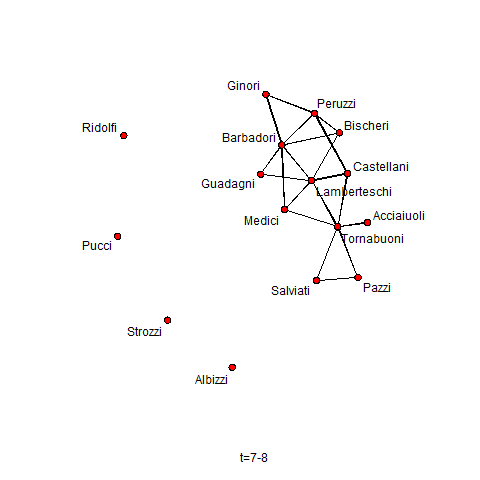 Ginori
Peruzzi
Ridolfi
Bischeri
Barbadori
Castellani
Guadagni
Lamberteschi
Medici
Acciaiuoli
Tornabuoni
Pucci
Salviati
Pazzi
Strozzi
Albizzi
t=7-8